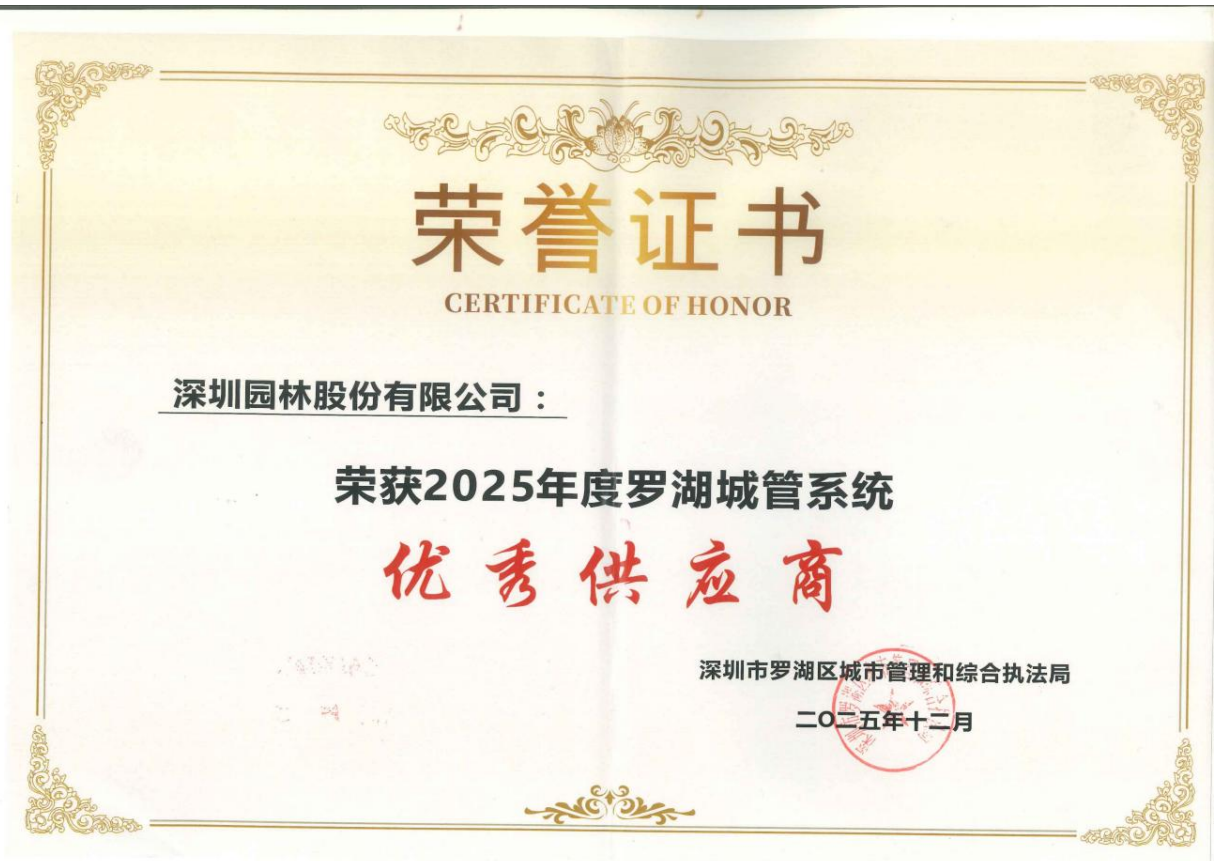 荣誉证书
CERTIFICATE OF HONOR
深圳园林股份有限公司：
荣获2025年度罗湖城管系统
优秀供应商
深圳市罗湖区城市管理和综合执法局
二〇二五年十二月